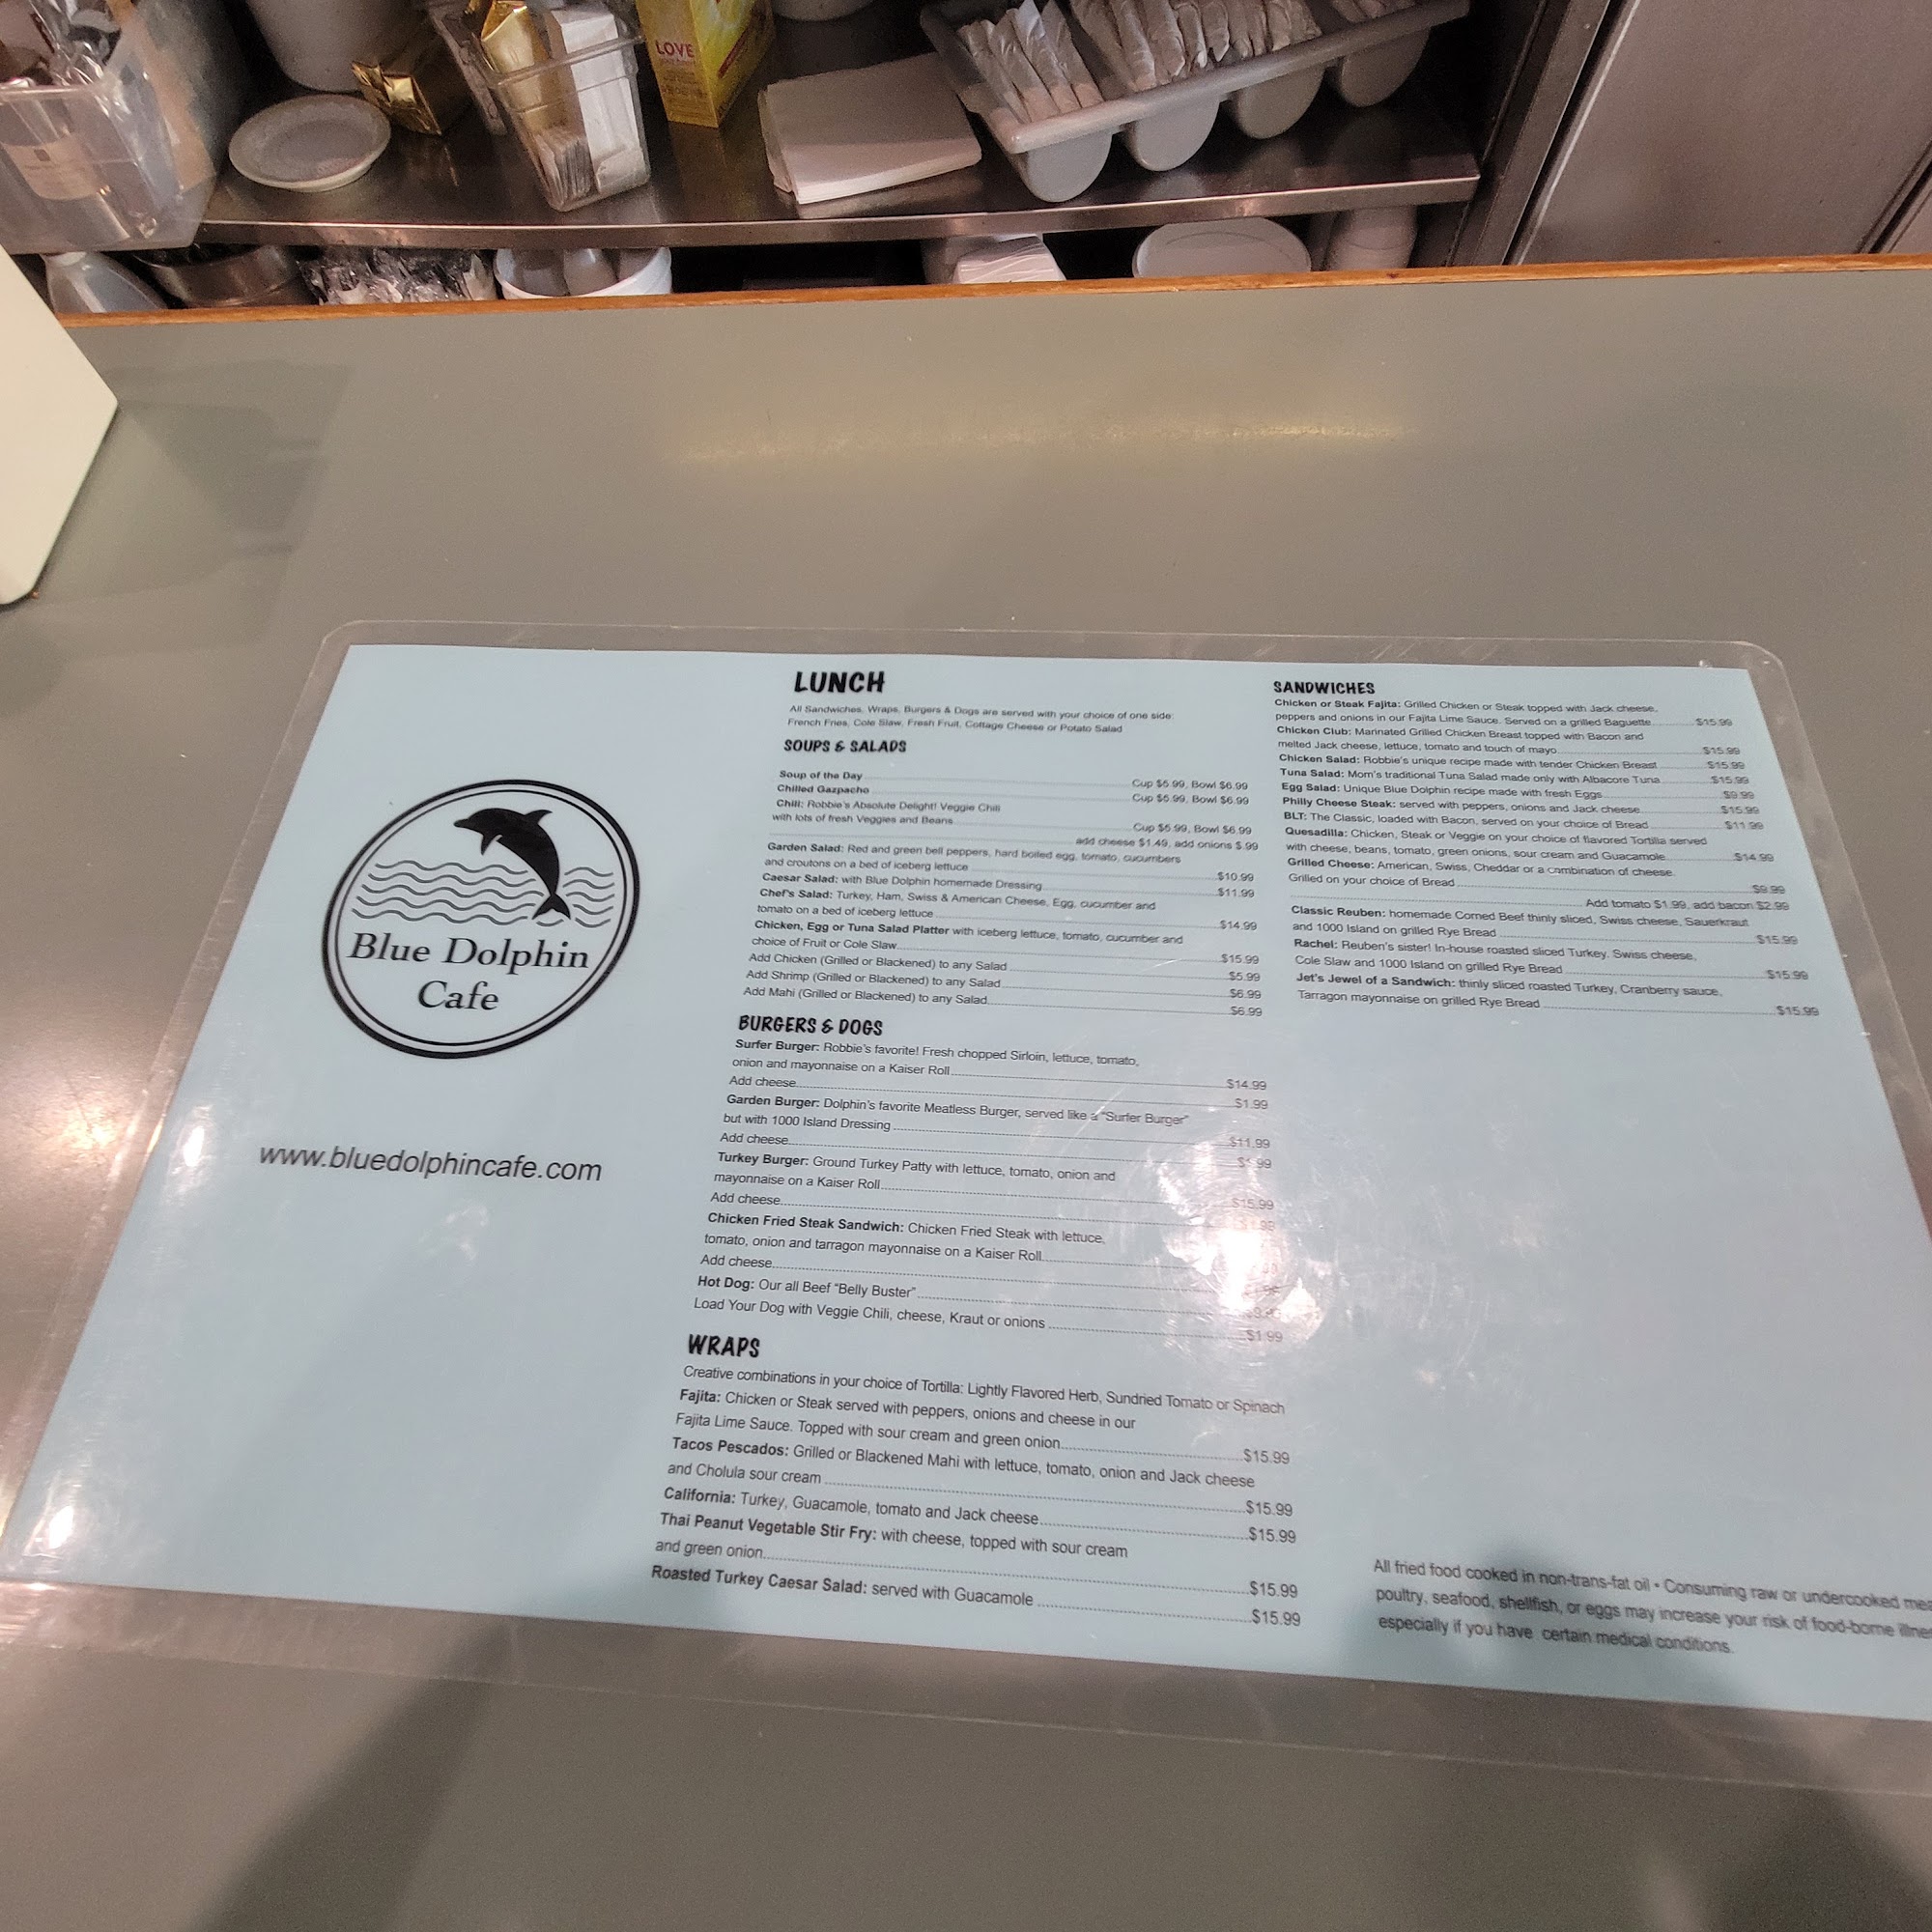 LOVE
Blue Dolphin
Cafe
www.bluedolphincafe.com
LUNCH
All Sandwiches, Wraps, Burgers & Dogs are served with your choice of one side:
French Fries, Cole Slaw, Fresh Fruit, Cottage Cheese or Potato Salad
SOUPS & SALADS
Soup of the Day Cup $5.99, Bowl $6.99
Chilled Gazpacho Cup $5.99, Bowl $6.99
Chili: Robbie's Absolute Delight! Veggie Chili
with lots of fresh Veggies and Beans Cup $5.99, Bowl $6.99
add cheese $1.49, add onions $.99
Garden Salad: Red and green bell peppers, hard boiled egg, tomato, cucumbers
and croutons on a bed of iceberg lettuce $10.99
Caesar Salad: with Blue Dolphin homemade Dressing $11.99
Chef's Salad: Turkey, Ham, Swiss & American Cheese, Egg, cucumber and
tomato on a bed of iceberg lettuce $14.99
Chicken, Egg or Tuna Salad Platter with iceberg lettuce, tomato, cucumber and
choice of Fruit or Cole Slaw $15.99
Add Chicken (Grilled or Blackened) to any Salad $5.99
Add Shrimp (Grilled or Blackened) to any Salad $6.99
Add Mahi (Grilled or Blackened) to any Salad $6.99
BURGERS & DOGS
Surfer Burger: Robbie's favorite! Fresh chopped Sirloin, lettuce, tomato,
onion and mayonnaise on a Kaiser Roll $14.99
Add cheese $1.99
Garden Burger: Dolphin's favorite Meatless Burger, served like a "Surfer Burger"
but with 1000 Island Dressing $11.99
Add cheese $1.99
Turkey Burger: Ground Turkey Patty with lettuce, tomato, onion and
mayonnaise on a Kaiser Roll $15.99
Add cheese
Chicken Fried Steak Sandwich: Chicken Fried Steak with lettuce,
tomato, onion and tarragon mayonnaise on a Kaiser Roll
Add cheese
Hot Dog: Our all Beef "Belly Buster"
Load Your Dog with Veggie Chili, cheese, Kraut or onions $1.99
WRAPS
Creative combinations in your choice of Tortilla: Lightly Flavored Herb, Sundried Tomato or Spinach
Fajita: Chicken or Steak served with peppers, onions and cheese in our
Fajita Lime Sauce. Topped with sour cream and green onion $15.99
Tacos Pescados: Grilled or Blackened Mahi with lettuce, tomato, onion and Jack cheese
and Cholula sour cream $15.99
California: Turkey, Guacamole, tomato and Jack cheese $15.99
Thai Peanut Vegetable Stir Fry: with cheese, topped with sour cream
and green onion $15.99
Roasted Turkey Caesar Salad: served with Guacamole $15.99
SANDWICHES
Chicken or Steak Fajita: Grilled Chicken or Steak topped with Jack cheese,
peppers and onions in our Fajita Lime Sauce. Served on a grilled Baguette $15.99
Chicken Club: Marinated Grilled Chicken Breast topped with Bacon and
melted Jack cheese, lettuce, tomato and touch of mayo $15.99
Chicken Salad: Robbie's unique recipe made with tender Chicken Breast $15.99
Tuna Salad: Mom's traditional Tuna Salad made only with Albacore Tuna $15.99
Egg Salad: Unique Blue Dolphin recipe made with fresh Eggs $9.99
Philly Cheese Steak: served with peppers, onions and Jack cheese $15.99
BLT: The Classic, loaded with Bacon, served on your choice of Bread $11.99
Quesadilla: Chicken, Steak or Veggie on your choice of flavored Tortilla served
with cheese, beans, tomato, green onions, sour cream and Guacamole $14.99
Grilled Cheese: American, Swiss, Cheddar or a combination of cheese.
Grilled on your choice of Bread $9.99
Add tomato $1.99, add bacon $2.99
Classic Reuben: homemade Corned Beef thinly sliced, Swiss cheese, Sauerkraut
and 1000 Island on grilled Rye Bread $15.99
Rachel: Reuben's sister! In-house roasted sliced Turkey, Swiss cheese,
Cole Slaw and 1000 Island on grilled Rye Bread $15.99
Jet's Jewel of a Sandwich: thinly sliced roasted Turkey, Cranberry sauce,
Tarragon mayonnaise on grilled Rye Bread $15.99
All fried food cooked in non-trans-fat oil • Consuming raw or undercooked mea
poultry, seafood, shellfish, or eggs may increase your risk of food-borne illne
especially if you have certain medical conditions.